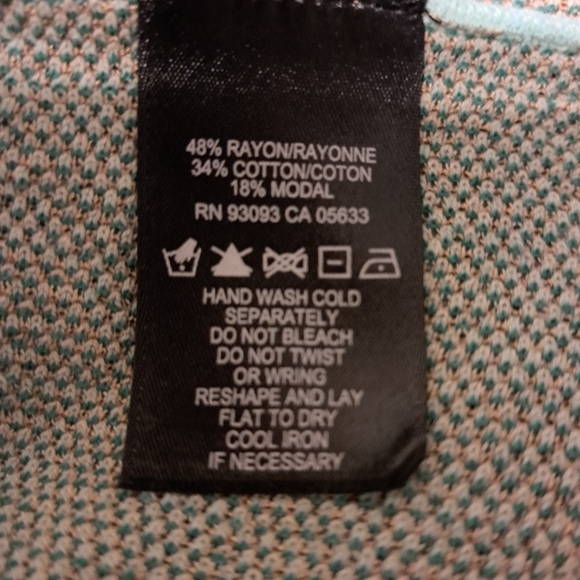 48% RAYON/RAYONNE
34% COTTON/COTON
18% MODAL
RN 93093 CA 05633
HAND WASH COLD
SEPARATELY
DO NOT BLEACH
DO NOT TWIST
OR WRING
RESHAPE AND LAY
FLAT TO DRY
COOL IRON
IF NECESSARY